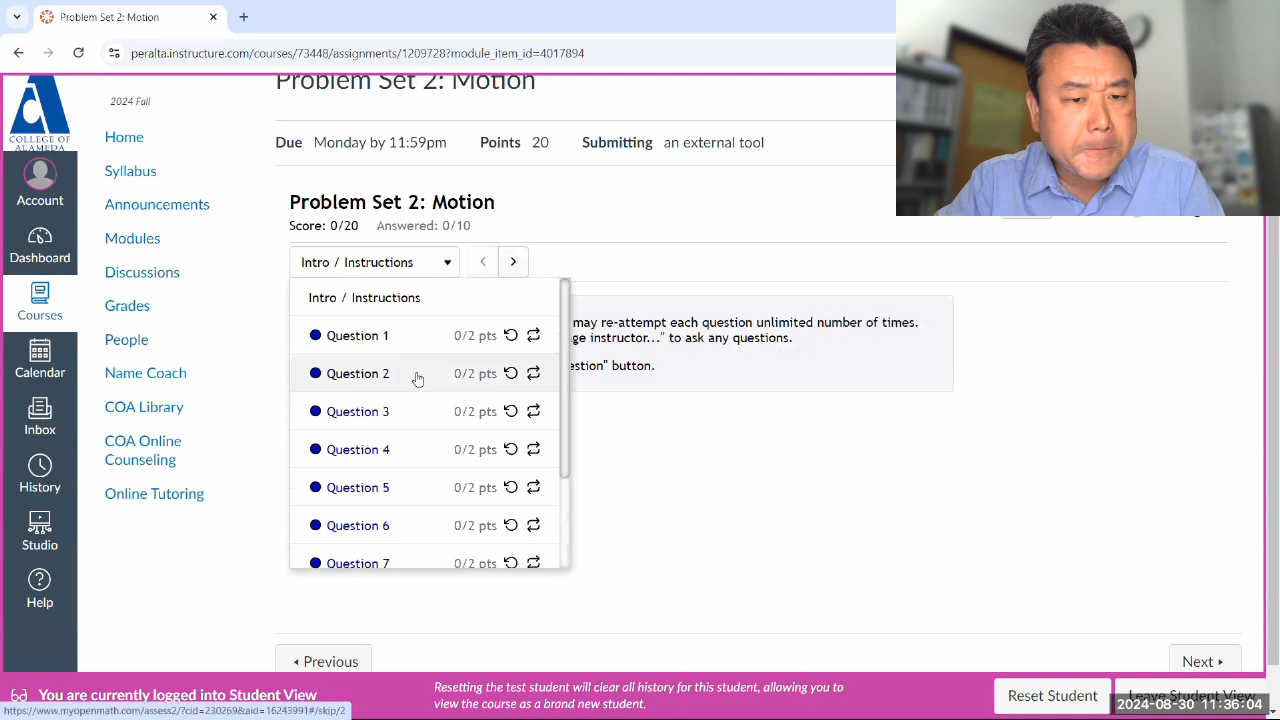 Problem Set 2: Motion
peralta.instructure.com/courses/73448/assignments/1209728?module_item_id=4017894
COLLEGE OF
ALAMEDA
Account
Dashboard
Courses
Calendar
Inbox
History
Studio
Help
2024 Fall
Home
Syllabus
Announcements
Modules
Discussions
Grades
People
Name Coach
COA Library
COA Online
Counseling
Online Tutoring
Problem Set 2: Motion
Due Monday by 11:59pm Points 20 Submitting an external tool
Problem Set 2: Motion
Score: 0/20 Answered: 0/10
Intro / Instructions
Intro / Instructions
Question 1 0/2 pts
Question 2 0/2 pts
Question 3 0/2 pts
Question 4 0/2 pts
Question 5 0/2 pts
Question 6 0/2 pts
Question 7 0/2 pts
may re-attempt each question unlimited number of times.
instructor..." to ask any questions.
button.
Previous
Next
You are currently logged into Student View
Resetting the test student will clear all history for this student, allowing you to
view the course as a brand new student.
Reset Student
Leave Student View
2024-08-30 11:36:04
https://www.myopenmath.com/assess2/?cid=230269&aid=16243991#/skip/2